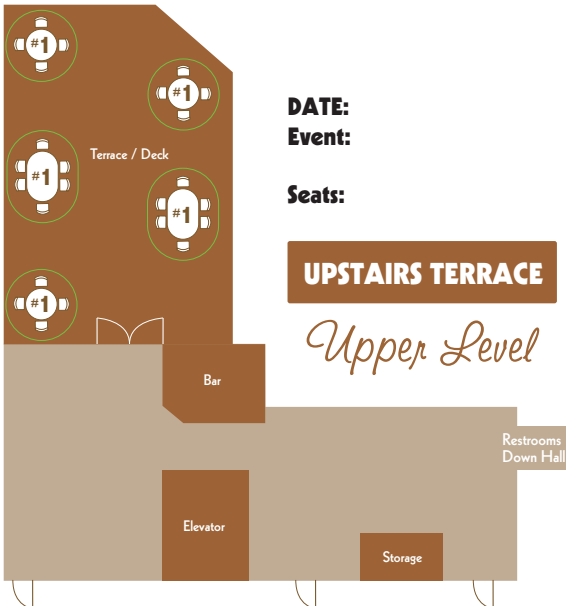 #1
#1
Terrace / Deck
#1
#1
#1
DATE:
Event:
Seats:
UPSTAIRS TERRACE
Upper Level
Bar
Restrooms
Down Hall
Elevator
Storage